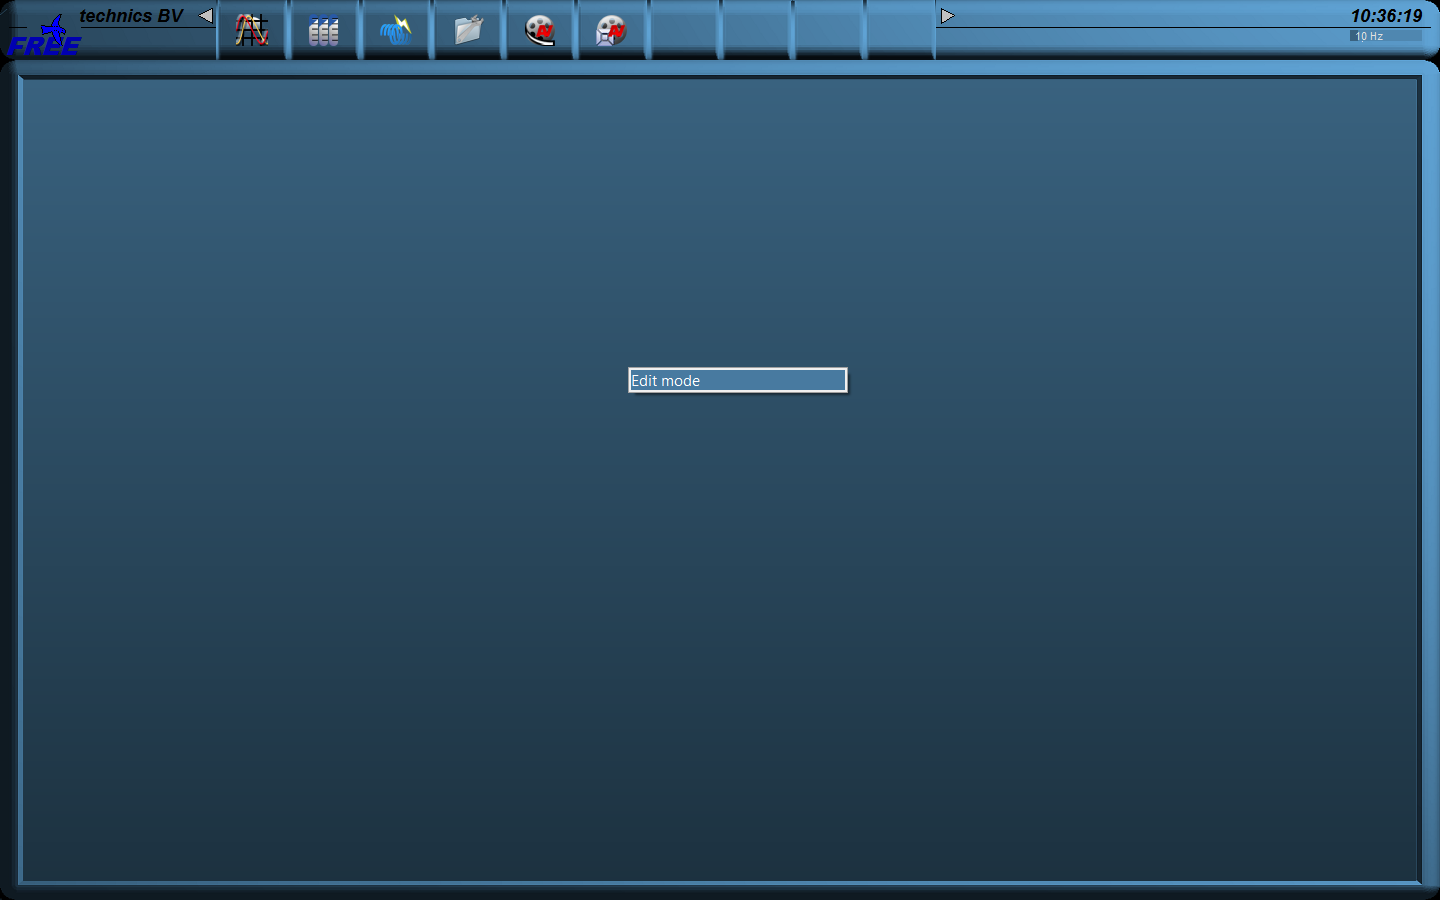 technics BV
FREE
10:36:19
10 Hz
Edit mode